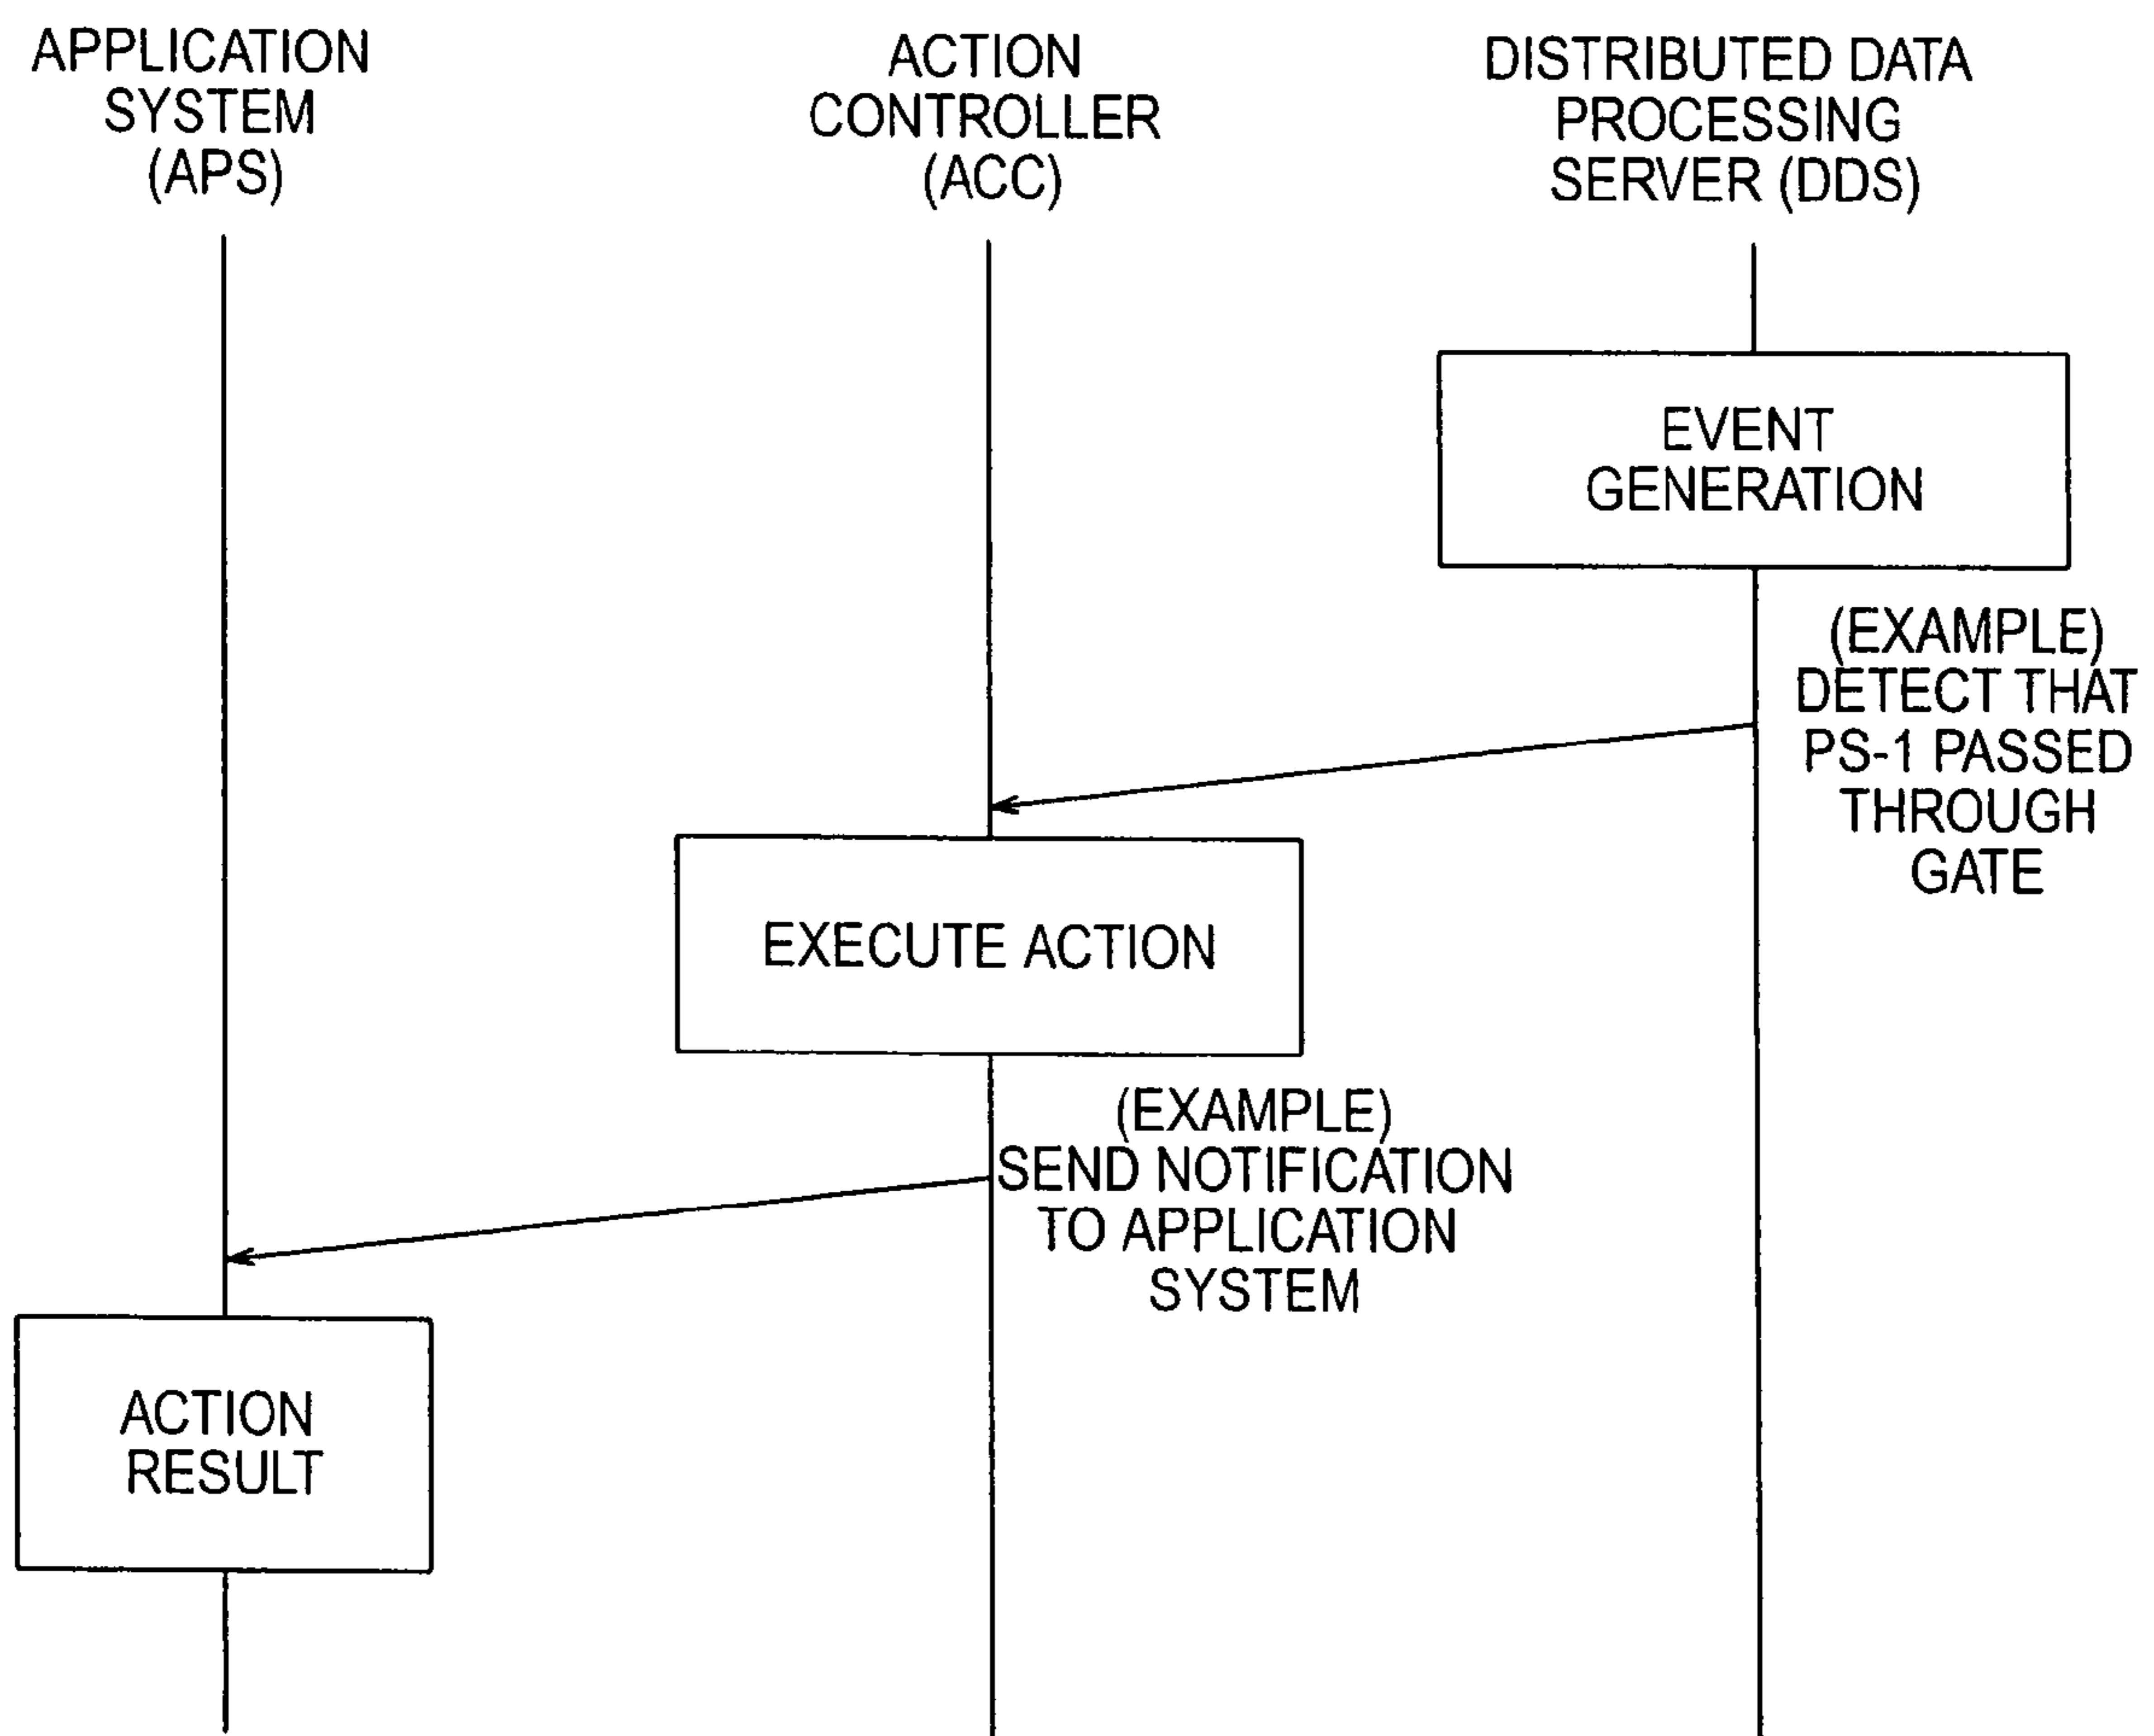 APPLICATION
SYSTEM
(APS)
ACTION
CONTROLLER
(ACC)
DISTRIBUTED DATA
PROCESSING
SERVER (DDS)
EVENT
GENERATION
(EXAMPLE)
DETECT THAT
PS-1 PASSED
THROUGH
GATE
EXECUTE ACTION
(EXAMPLE)
SEND NOTIFICATION
TO APPLICATION
SYSTEM
ACTION
RESULT